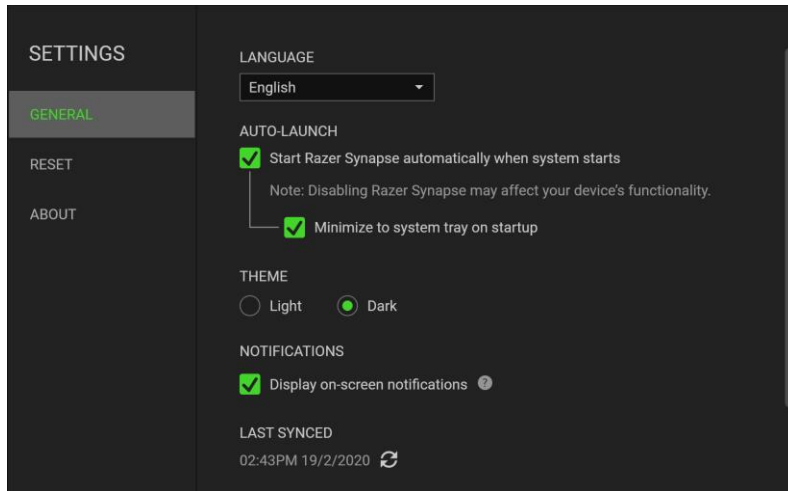 SETTINGS
GENERAL
RESET
ABOUT
LANGUAGE
English
AUTO-LAUNCH
Start Razer Synapse automatically when system starts
Note: Disabling Razer Synapse may affect your device's functionality.
Minimize to system tray on startup
THEME
Light Dark
NOTIFICATIONS
Display on-screen notifications ?
LAST SYNCED
02:43PM 19/2/2020